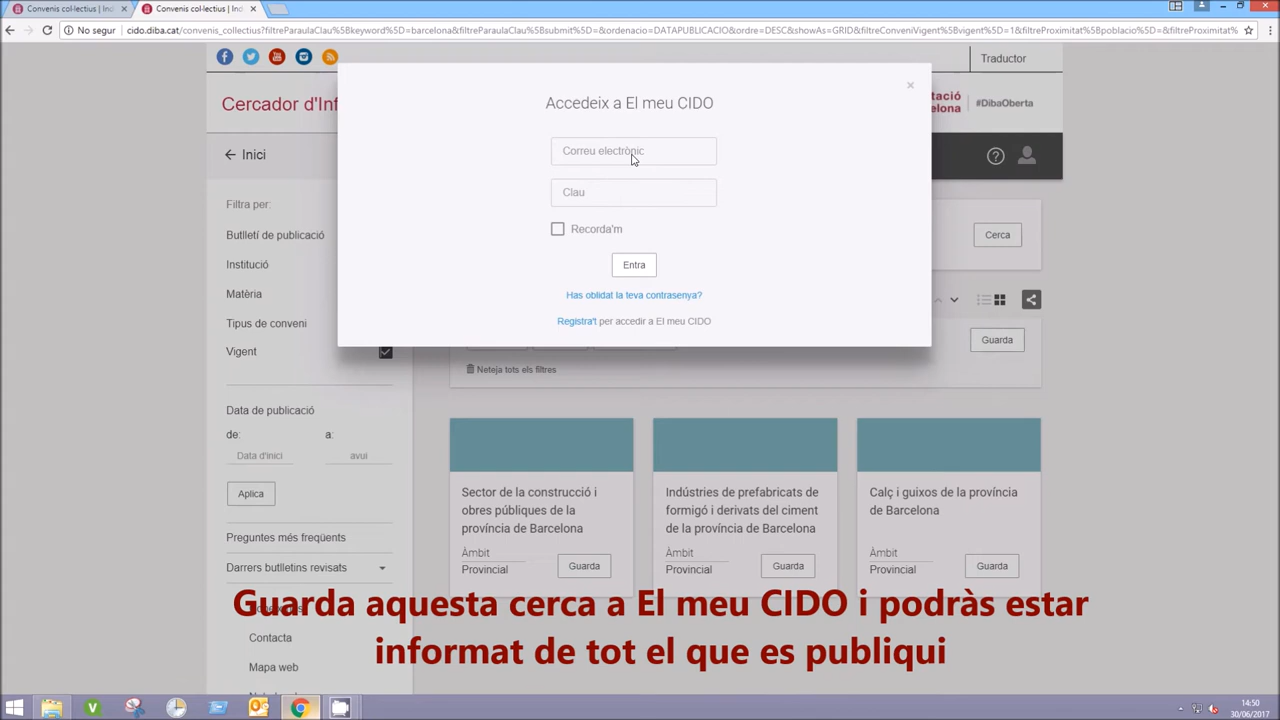 Convenis col·lectius | Ind
Convenis col·lectius | Ind
No segur
cido.diba.cat/convenis_collectius?filtreParaulaClau%5Bkeyword%5D=barcelona&filtreParaulaClau%5Bsubmit%5D=&ordenacio=DATAPUBLICACIO&ordre=DESC&showAs=GRID&filtreConveniVigent%5Bvigent%5D=1&filtreProximitat%5Bpoblacio%5D=&filtreProximitat%
Traductor
Cercador d'Inf
tació
celona
#DibaOberta
Inici
Accedeix a El meu CIDO
×
Correu electrònic
Clau
Recorda'm
Entra
Has oblidat la teva contrasenya?
Registra't per accedir a El meu CIDO
Filtra per:
Butlletí de publicació
Institució
Matèria
Tipus de conveni
Vigent
Data de publicació
de:
a:
Data d'inici
avui
Aplica
Preguntes més freqüents
Darrers butlletins revisats
Contacta
Mapa web
Cerca
Guarda
Neteja tots els filtres
Sector de la construcció i
obres públiques de la
província de Barcelona
Àmbit
Provincial
Guarda
Indústries de prefabricats de
formigó i derivats del ciment
de la província de Barcelona
Àmbit
Provincial
Guarda
Calç i guixos de la província
de Barcelona
Àmbit
Provincial
Guarda
Guarda aquesta cerca a El meu CIDO i podràs estar
informat de tot el que es publiqui
14:50
30/06/2017